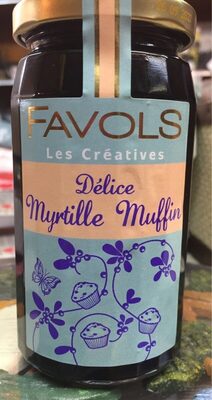 FAVOLS
Les Créatives
Délice
Myrtille Muffin